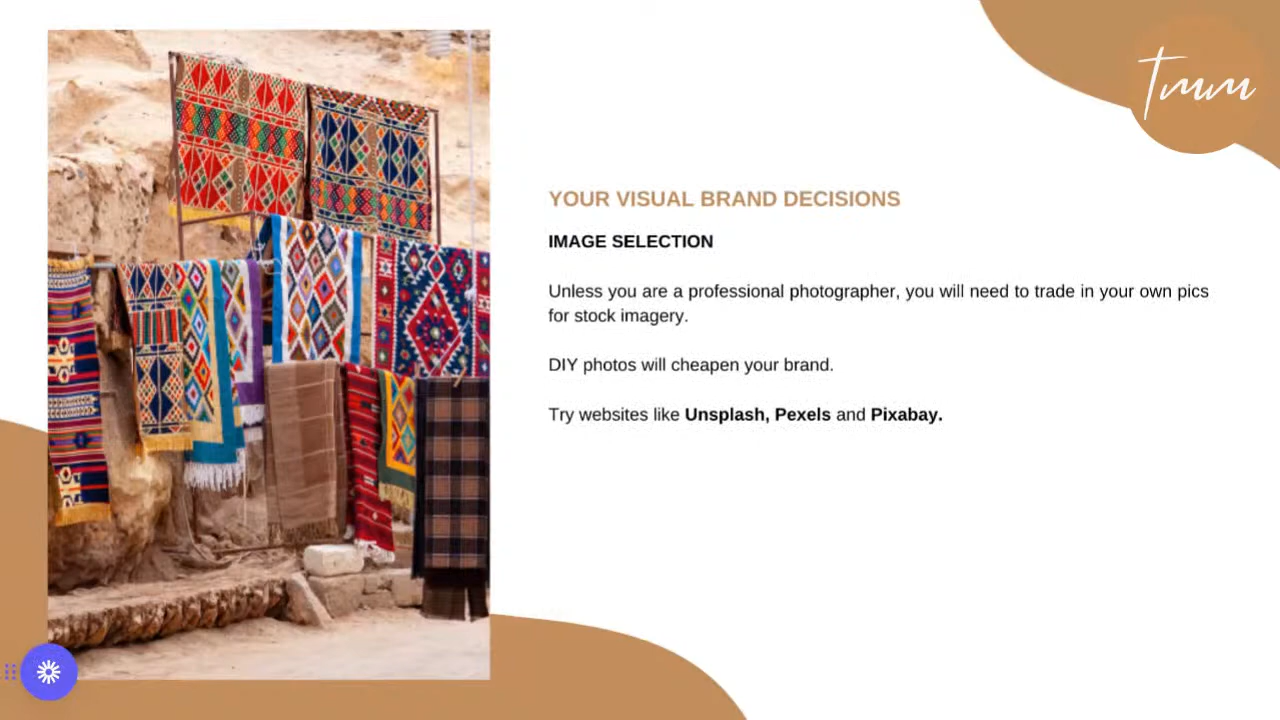 Tmm
YOUR VISUAL BRAND DECISIONS
IMAGE SELECTION
Unless you are a professional photographer, you will need to trade in your own pics
for stock imagery.
DIY photos will cheapen your brand.
Try websites like Unsplash, Pexels and Pixabay.